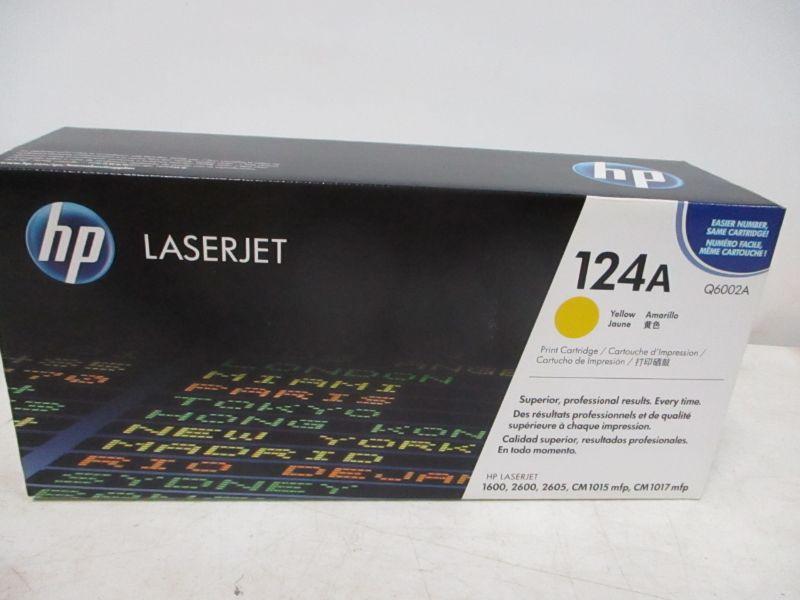 hp
hp
LASERJET
EASIER NUMBER,
SAME CARTRIDGE!
NUMÉRO FACILE,
MÊME CARTOUCHE!
124A
Q6002A
Yellow Amarillo
Jaune 黄色
Print Cartridge / Cartouche d'Impression /
Cartucho de Impresión / 打印硒鼓
Superior, professional results. Every time.
Des résultats professionnels et de qualité
supérieure à chaque impression.
Calidad superior, resultados profesionales.
En todo momento.
HP LASERJET
1600, 2600, 2605, CM1015 mfp, CM1017 mfp
LONDON
MIAMI
PARIS
TOKYO
HONG KONG
NEW YORK
MIAMI
RIO DE JAN